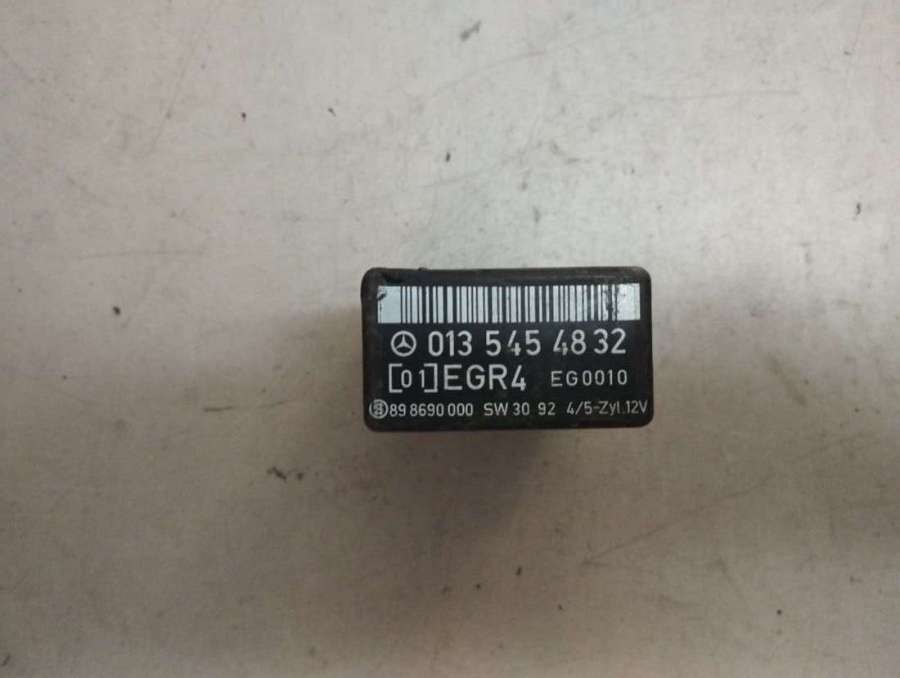 013 545 48 32
[01] EGR4 EG0010
89 8690 000 SW 30 92 4/5-Zyl.12V